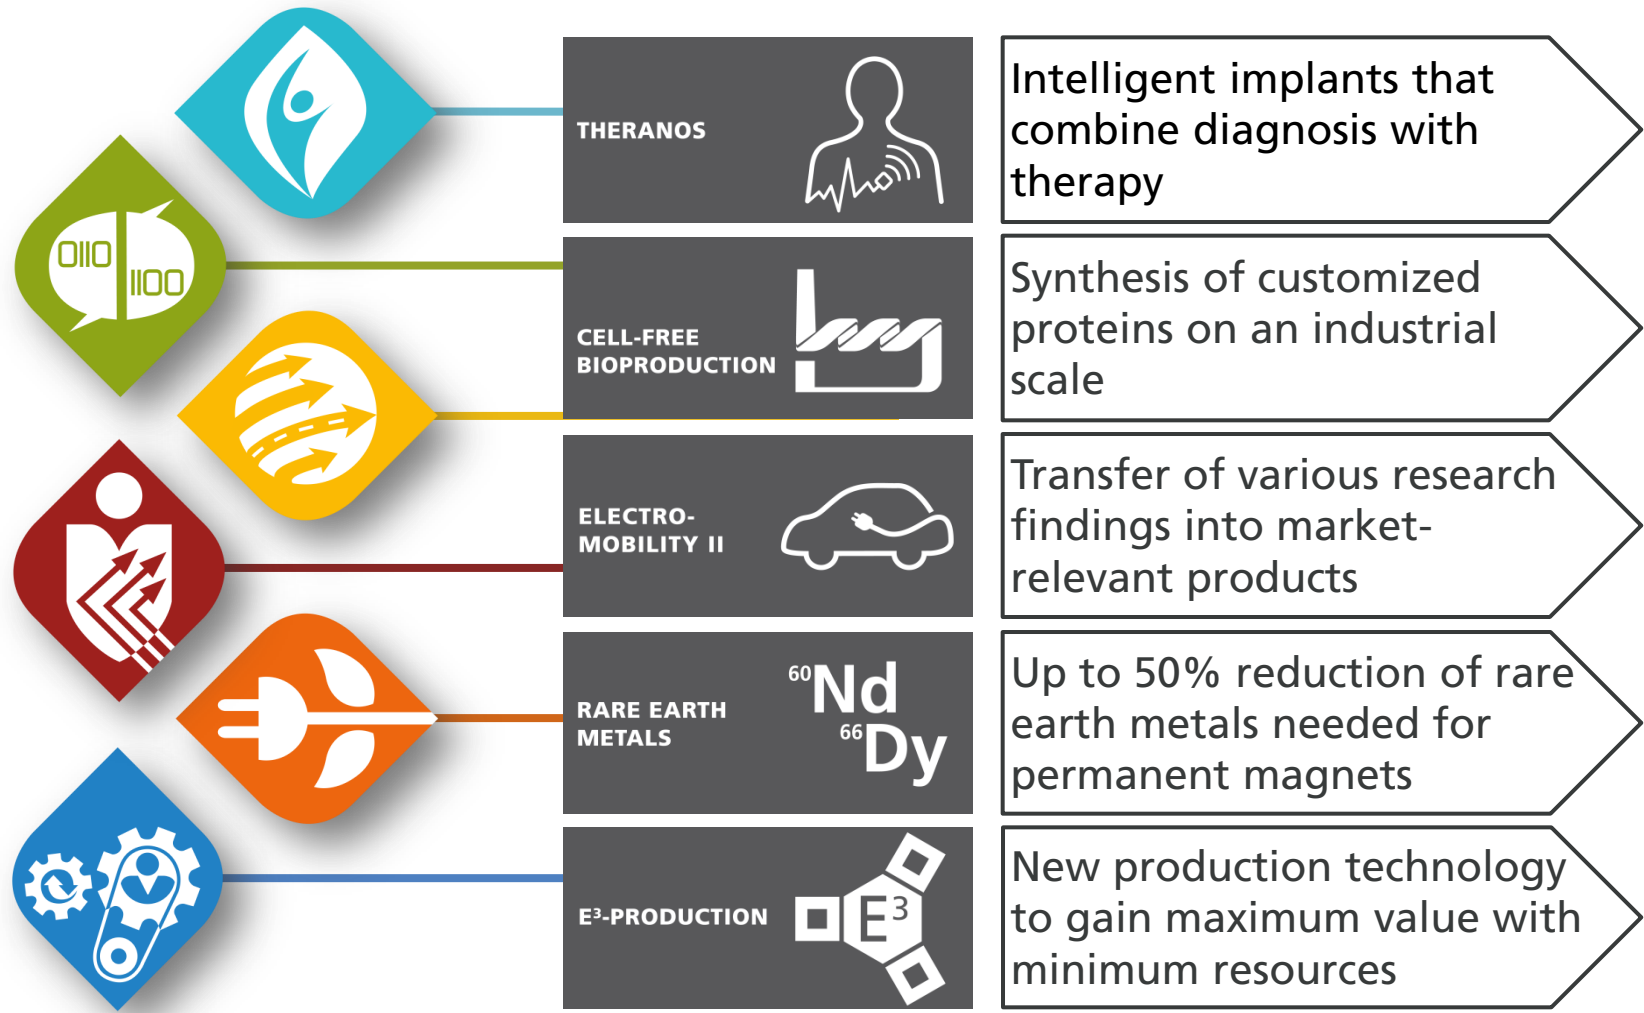 THERANOS
Intelligent implants that
combine diagnosis with
therapy
0110
1100
CELL-FREE
BIOPRODUCTION
Synthesis of customized
proteins on an industrial
scale
ELECTRO-
MOBILITY II
Transfer of various research
findings into market-
relevant products
RARE EARTH
METALS
⁶⁰Nd
⁶⁶Dy
Up to 50% reduction of rare
earth metals needed for
permanent magnets
E³-PRODUCTION
E³
New production technology
to gain maximum value with
minimum resources